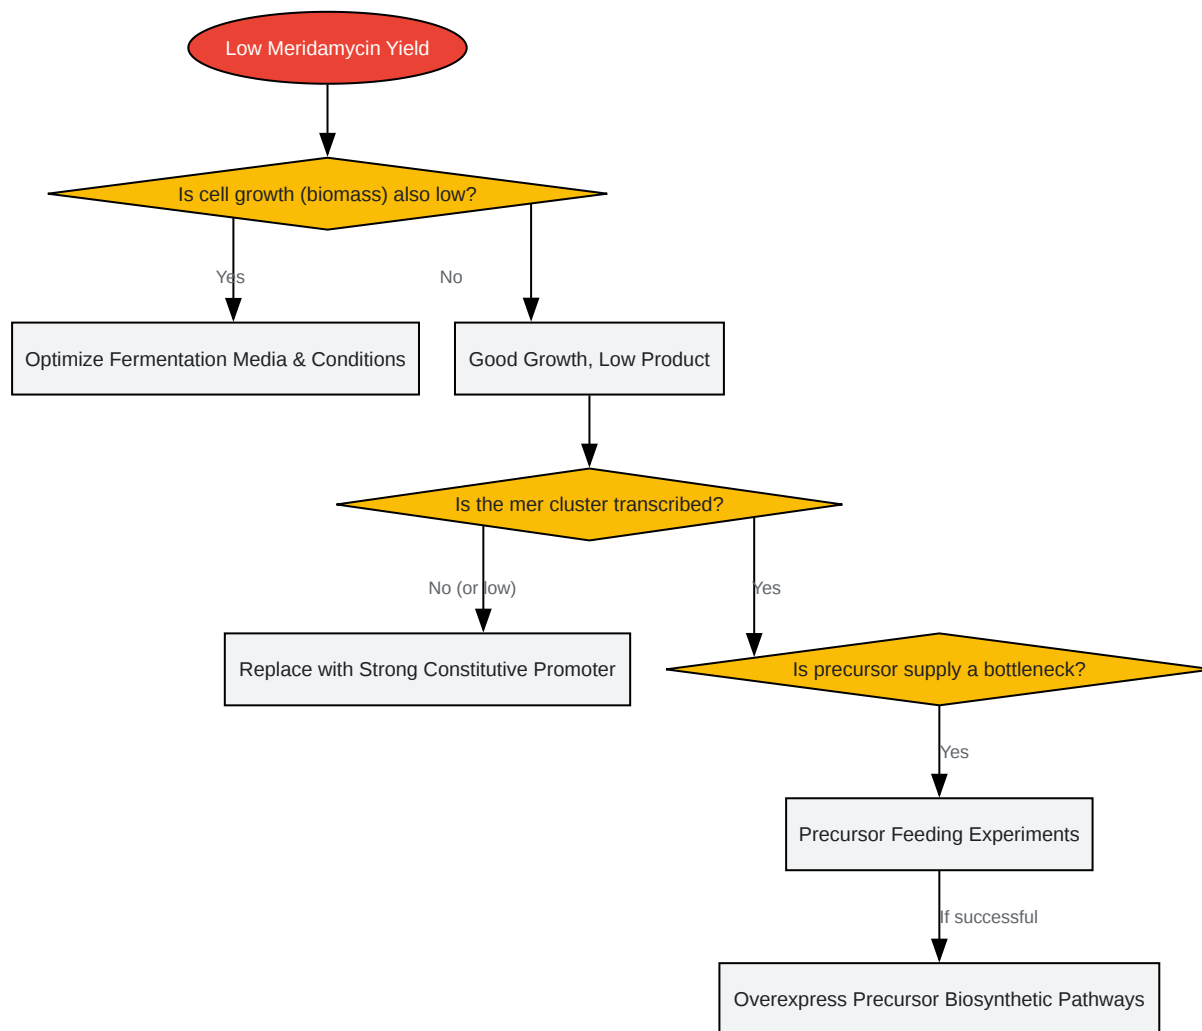 Low Meridamycin Yield
Is cell growth (biomass) also low?
Yes
No
Optimize Fermentation Media & Conditions
Good Growth, Low Product
Is the mer cluster transcribed?
No (or low)
Yes
Replace with Strong Constitutive Promoter
Is precursor supply a bottleneck?
Yes
Precursor Feeding Experiments
If successful
Overexpress Precursor Biosynthetic Pathways